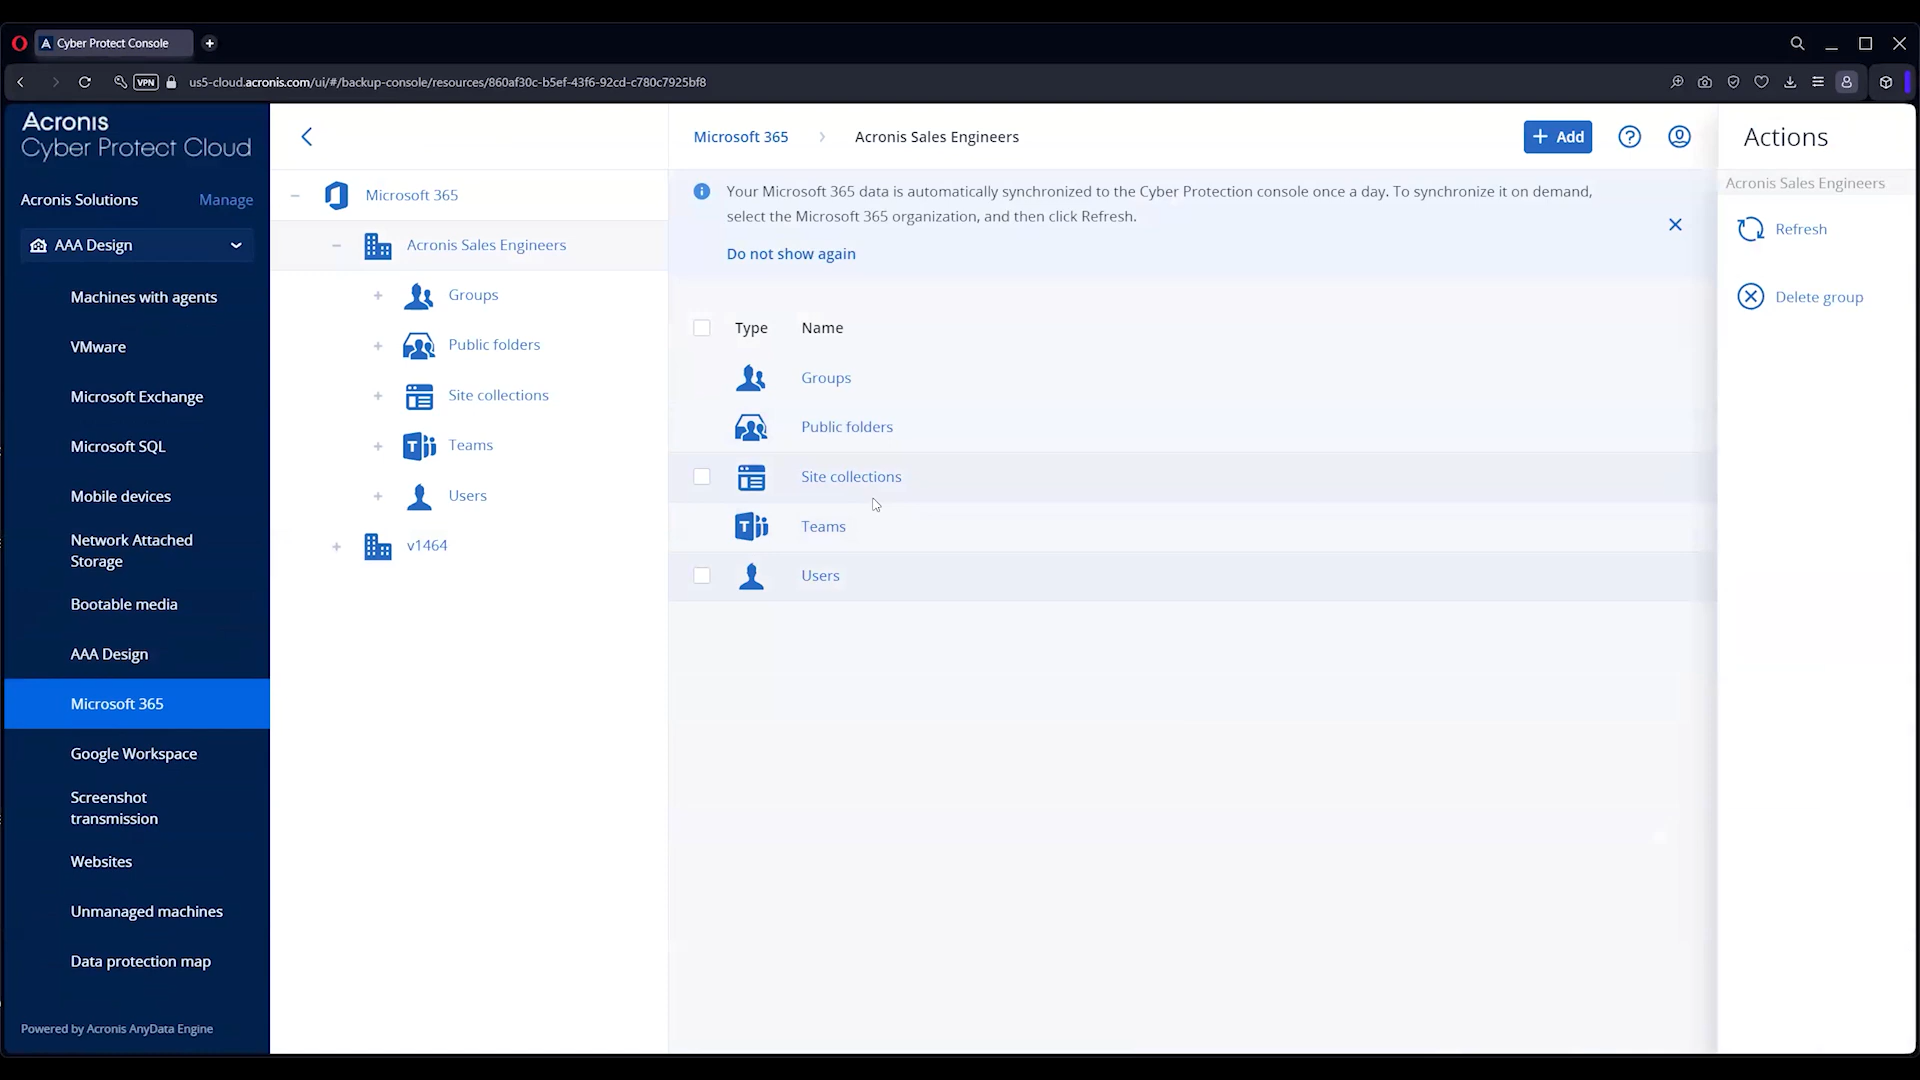 Cyber Protect Console
VPN
us5-cloud.acronis.com/ui/#/backup-console/resources/860af30c-b5ef-43f6-92cd-c780c7925bf8
Acronis
Cyber Protect Cloud
Acronis Solutions
Manage
AAA Design
Machines with agents
VMware
Microsoft Exchange
Microsoft SQL
Mobile devices
Network Attached
Storage
Bootable media
AAA Design
Microsoft 365
Google Workspace
Screenshot
transmission
Websites
Unmanaged machines
Data protection map
Powered by Acronis AnyData Engine
Microsoft 365
Acronis Sales Engineers
Groups
Public folders
Site collections
Teams
Users
v1464
Microsoft 365
Acronis Sales Engineers
+ Add
Your Microsoft 365 data is automatically synchronized to the Cyber Protection console once a day. To synchronize it on demand,
select the Microsoft 365 organization, and then click Refresh.
Do not show again
Type Name
Groups
Public folders
Site collections
Teams
Users
Actions
Acronis Sales Engineers
Refresh
Delete group